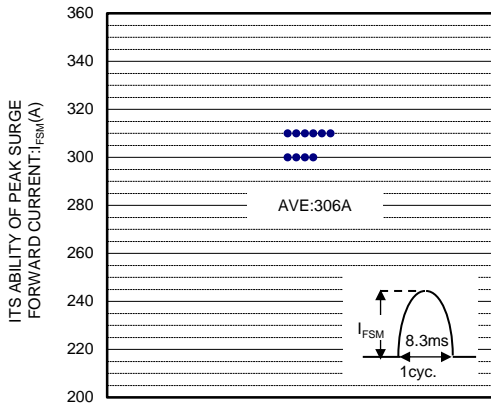 ITS ABILITY OF PEAK SURGE
FORWARD CURRENT:IFSM(A)
360
340
320
300
280
260
240
220
200
AVE:306A
IFSM
8.3ms
1cyc.